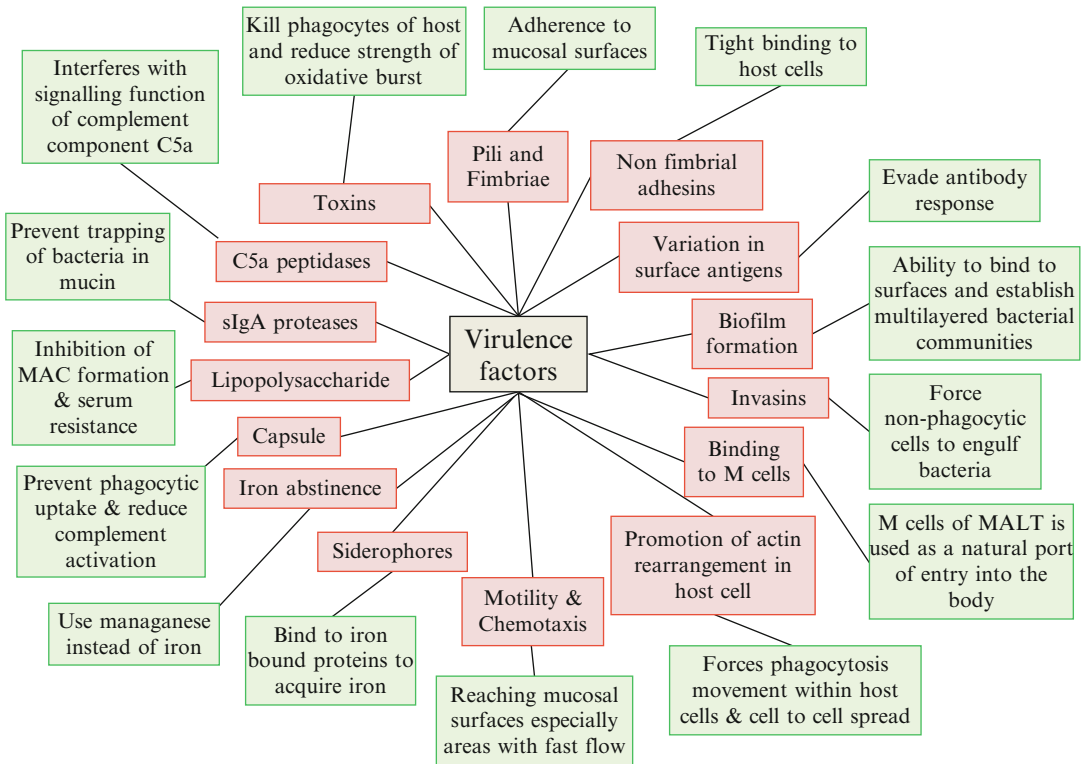 Kill phagocytes of host
and reduce strength of
oxidative burst
Adherence to
mucosal surfaces
Tight binding to
host cells
Interferes with
signalling function
of complement
component C5a
Pili and
Fimbriae
Non fimbrial
adhesins
Toxins
Evade antibody
response
Prevent trapping
of bacteria in
mucin
C5a peptidases
Variation in
surface antigens
Ability to bind to
surfaces and establish
multilayered bacterial
communities
sIgA proteases
Biofilm
formation
Virulence
factors
Inhibition of
MAC formation
& serum
resistance
Lipopolysaccharide
Invasins
Force
non-phagocytic
cells to engulf
bacteria
Capsule
Binding
to M cells
Prevent phagocytic
uptake & reduce
complement
activation
Iron abstinence
M cells of MALT is
used as a natural port
of entry into the
body
Siderophores
Promotion of actin
rearrangement in
host cell
Motility &
Chemotaxis
Use managanese
instead of iron
Bind to iron
bound proteins to
acquire iron
Forces phagocytosis
movement within host
cells & cell to cell spread
Reaching mucosal
surfaces especially
areas with fast flow